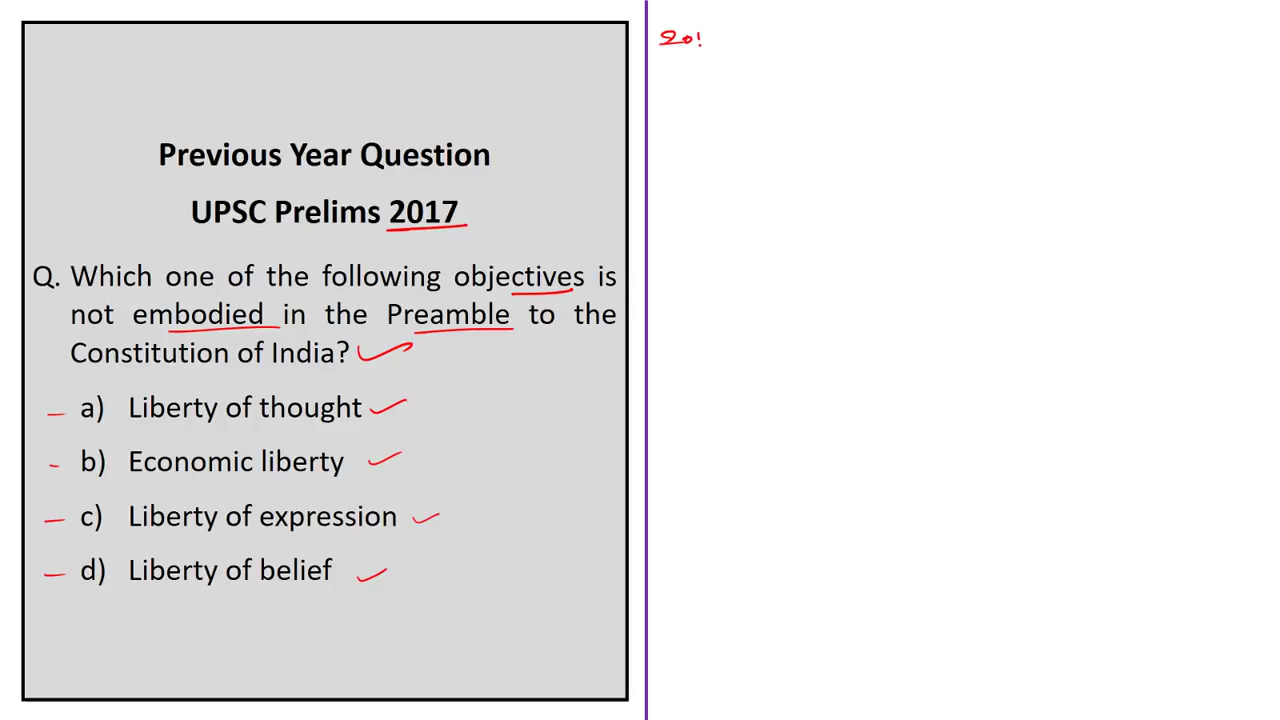 Previous Year Question
UPSC Prelims 2017
Q. Which one of the following objectives is
not embodied in the Preamble to the
Constitution of India?
a) Liberty of thought
b) Economic liberty
c) Liberty of expression
d) Liberty of belief